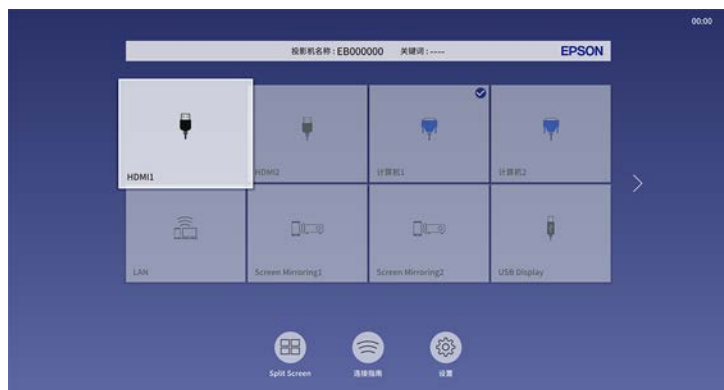 00:00
投影机名称 : EB000000 关键词 : ---- EPSON
HDMI1 HDMI2 计算机1 计算机2
LAN Screen Mirroring1 Screen Mirroring2 USB Display
Split Screen 连接指南 设置